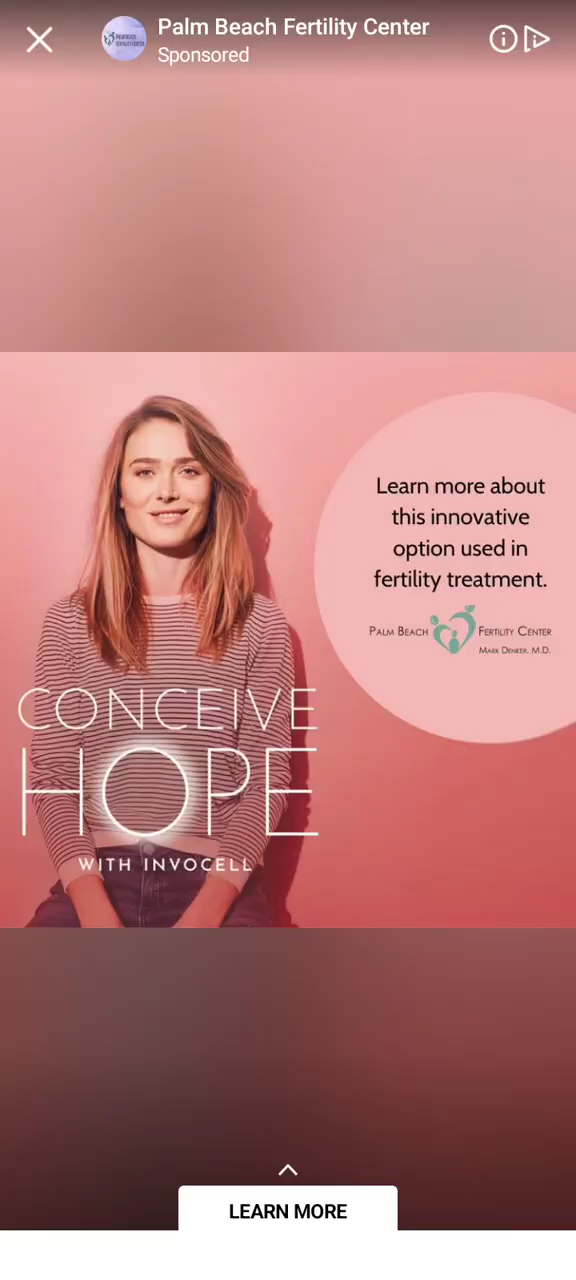 Palm Beach Fertility Center
Sponsored
Learn more about
this innovative
option used in
fertility treatment.
PALM BEACH FERTILITY CENTER
MARK DENKER, M.D.
CONCEIVE
HOPE
WITH INVOCELL
LEARN MORE